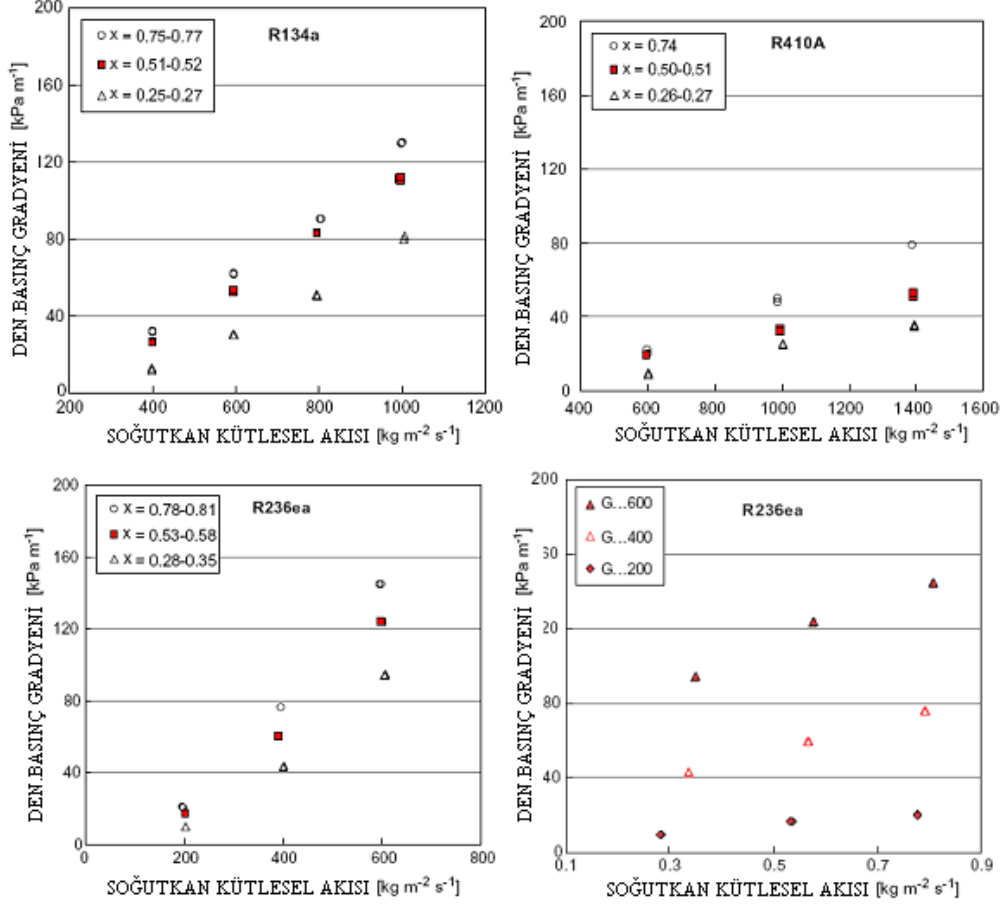 R134a
x = 0.75-0.77
x = 0.51-0.52
x = 0.25-0.27
DEN.BASINÇ GRADYENİ [kPa m⁻¹]
200
160
120
80
40
0
200 400 600 800 1000 1200
SOĞUTKAN KÜTLESEL AKISI [kg m⁻² s⁻¹]
R410A
x = 0.74
x = 0.50-0.51
x = 0.26-0.27
DEN.BASINÇ GRADYENİ [kPa m⁻¹]
200
160
120
80
40
0
400 600 800 1000 1200 1400 1600
SOĞUTKAN KÜTLESEL AKISI [kg m⁻² s⁻¹]
R236ea
x = 0.78-0.81
x = 0.53-0.58
x = 0.28-0.35
DEN.BASINÇ GRADYENİ [kPa m⁻¹]
200
160
120
80
40
0
0 200 400 600 800
SOĞUTKAN KÜTLESEL AKISI [kg m⁻² s⁻¹]
R236ea
G...600
G...400
G...200
DEN.BASINÇ GRADYENİ [kPa m⁻¹]
200
60
20
80
40
0
0.1 0.3 0.5 0.7 0.9
SOĞUTKAN KÜTLESEL AKISI [kg m⁻² s⁻¹]